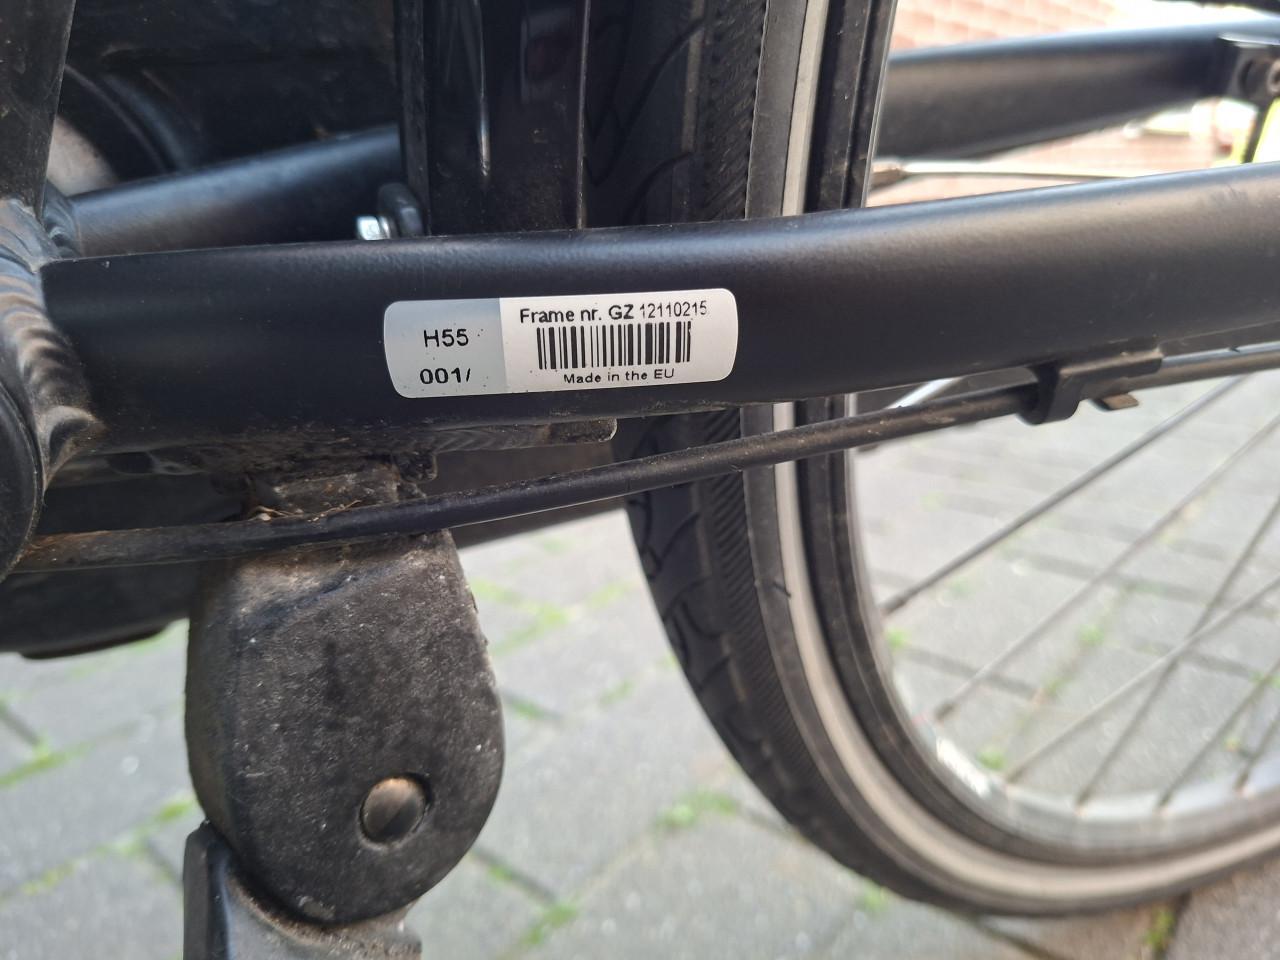 H55
001/
Frame nr. GZ 12110215
Made in the EU